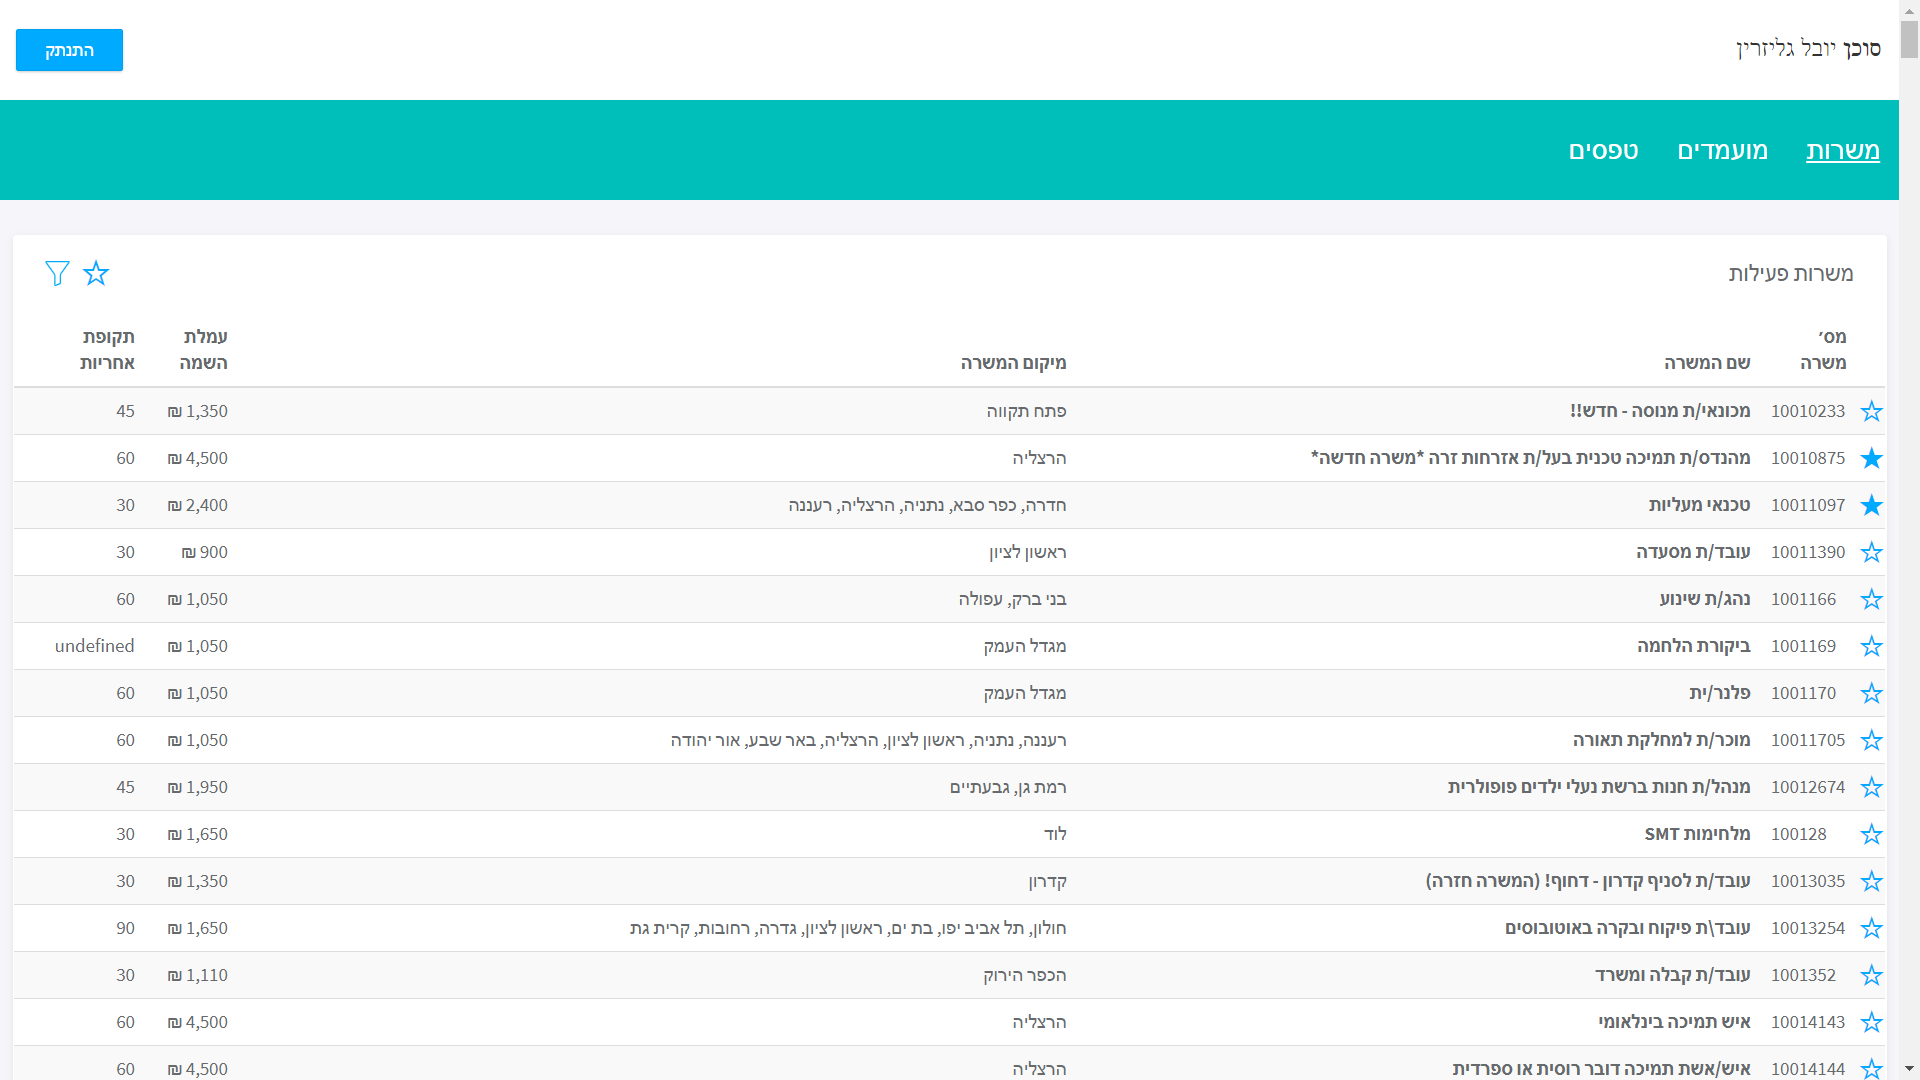 סוכן יובל גליזרין
התנתק
משרות מועמדים טפסים
משרות פעילות
מס׳ משרה שם המשרה מיקום המשרה עמלת השמה תקופת אחריות
10010233 מכונאי/ת מנוסה - חדש!! פתח תקווה 1,350 ₪ 45
10010875 מהנדס/ת תמיכה טכנית בעל/ת אזרחות זרה *משרה חדשה* הרצליה 4,500 ₪ 60
10011097 טכנאי מעליות חדרה, כפר סבא, נתניה, הרצליה, רעננה 2,400 ₪ 30
10011390 עובד/ת מסעדה ראשון לציון 900 ₪ 30
1001166 נהג/ת שינוע בני ברק, עפולה 1,050 ₪ 60
1001169 ביקורת הלחמה מגדל העמק 1,050 ₪ undefined
1001170 פלנר/ית מגדל העמק 1,050 ₪ 60
10011705 מוכר/ת למחלקת תאורה רעננה, נתניה, ראשון לציון, הרצליה, באר שבע, אור יהודה 1,050 ₪ 60
10012674 מנהל/ת חנות ברשת נעלי ילדים פופולרית רמת גן, גבעתיים 1,950 ₪ 45
100128 מלחימות SMT לוד 1,650 ₪ 30
10013035 עובד/ת לסניף קדרון - דחוף! (המשרה חזרה) קדרון 1,350 ₪ 30
10013254 עובד\ת פיקוח ובקרה באוטובוסים חולון, תל אביב יפו, בת ים, ראשון לציון, גדרה, רחובות, קרית גת 1,650 ₪ 90
1001352 עובד/ת קבלה ומשרד הכפר הירוק 1,110 ₪ 30
10014143 איש תמיכה בינלאומי הרצליה 4,500 ₪ 60
10014144 איש/אשת תמיכה דובר רוסית או ספרדית הרצליה 4,500 ₪ 60